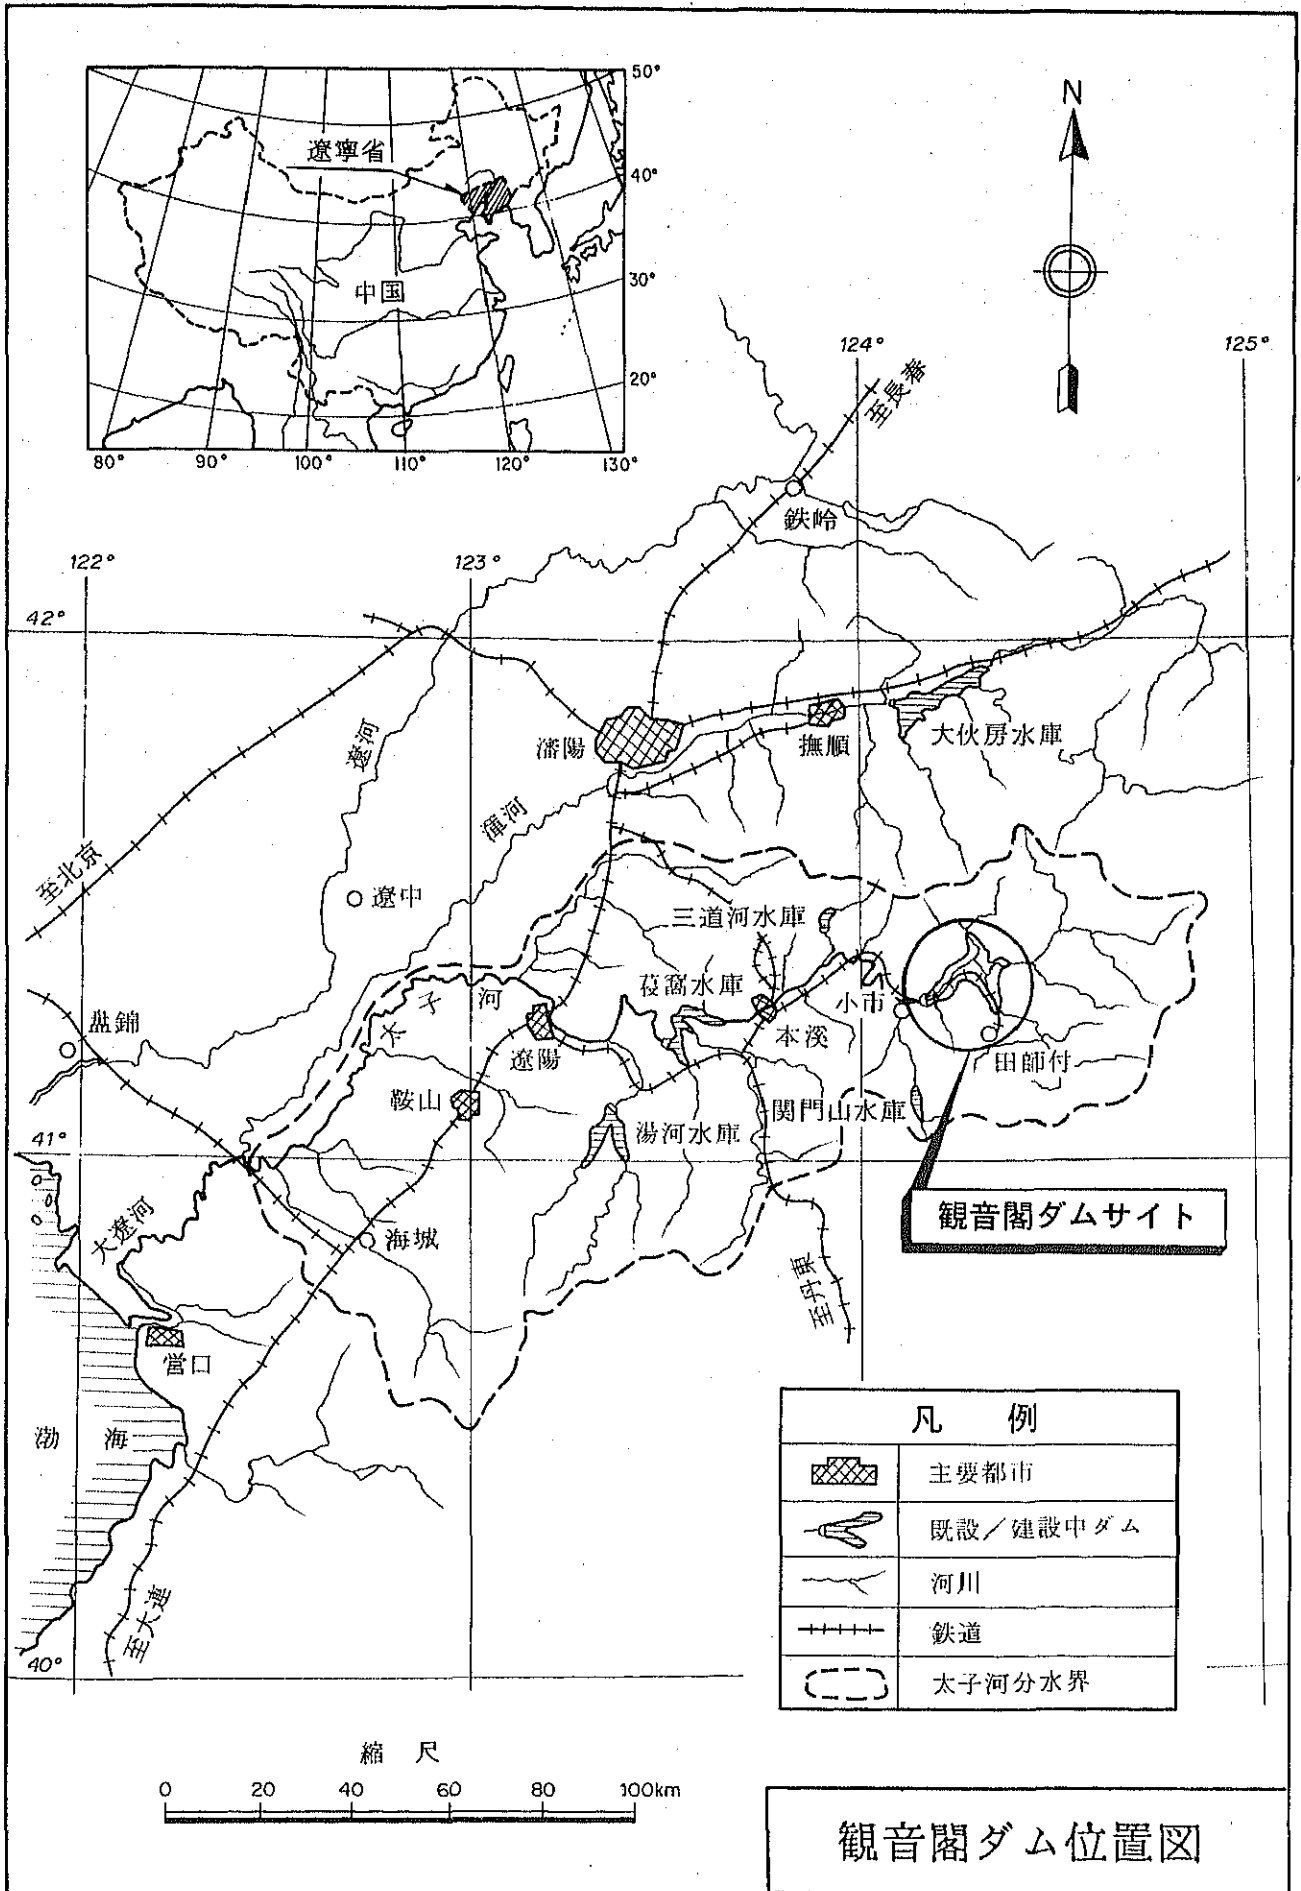 50°
40°
30°
20°
80°
90°
100°
110°
120°
130°
遼寧省
中国
N
124°
125°
至長春
鉄岭
122°
123°
42°
遼河
瀋陽
撫順
大伙房水庫
渾河
至北京
遼中
三道河水庫
葠窩水庫
小市
本溪
田師付
太子河
盘錦
遼陽
鞍山
湯河水庫
関門山水庫
41°
観音閣ダムサイト
大遼河
海城
至丹東
営口
渤海
至大連
40°
凡例
主要都市
既設／建設中ダム
河川
鉄道
太子河分水界
縮尺
0 20 40 60 80 100km
観音閣ダム位置図